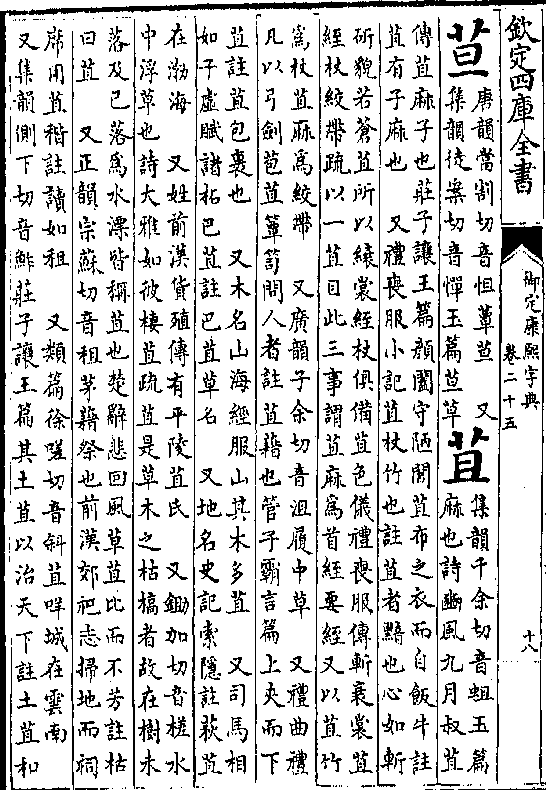 欽定四庫全書
御定康熙字典
卷二十五
十八
唐韻當割切音怛蕇 又
集韻徒案切音憚玉篇 草
苴
集韻千余切音蛆玉篇
麻也詩豳風九月叔苴
傳苴麻子也莊子讓王篇顏闔守陋閭苴布之衣而自飯牛註
苴有子麻也 又禮喪服小記苴杖竹也註苴者黯也心如斬
斫貌若蒼苴所以縗裳絰杖俱備苴色儀禮喪服傳斬衰裳苴
絰杖絞帶疏以一苴目此三事謂苴麻爲首絰要絰又以苴竹
爲杖苴麻爲絞帶 又廣韻子余切音沮履中草 又禮曲禮
凡以弓劍苞苴簞笥問人者註苴藉也管子霸言篇上夾而下
苴註苴包裹也 又木名山海經服山其木多苴 又司馬相
如子虛賦諸柘巴苴註巴苴草名 又地名史記索隱註荻苴
在渤海 又姓前漢貨殖傳有平陵苴氏 又鋤加切音槎水
中浮草也詩大雅如彼棲苴疏苴是草木之枯槁者故在樹未
落及已落爲水漂皆稱苴也楚辭悲回風草苴比而不芳註枯
曰苴 又正韻宗蘇切音租茅藉祭也前漢郊祀志掃地而祠
席用苴稭註讀如租 又類篇徐嗟切音斜苴咩城在雲南
又集韻側下切音鮓莊子讓王篇其土苴以治天下註土苴和